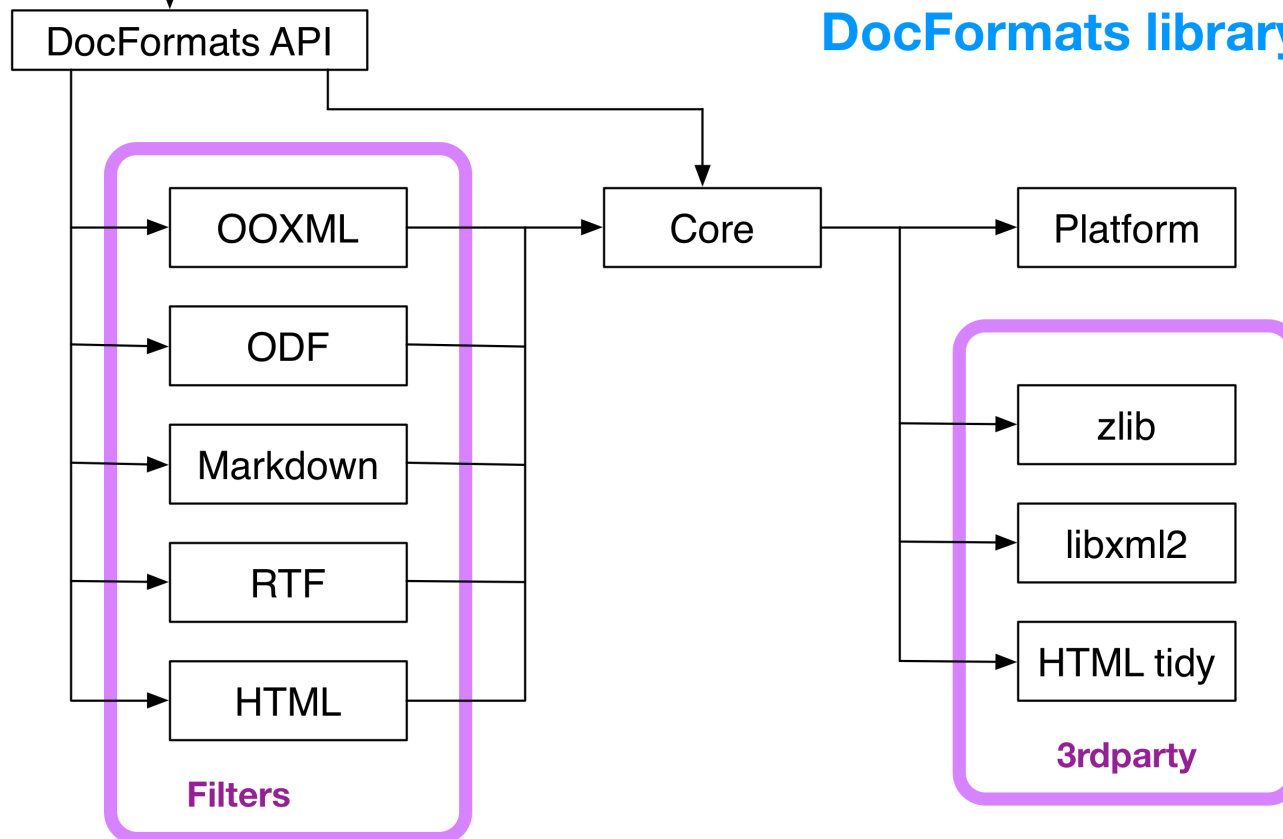 DocFormats library
DocFormats API
OOXML
Core
Platform
ODF
zlib
Markdown
libxml2
RTF
HTML tidy
HTML
3rdparty
Filters